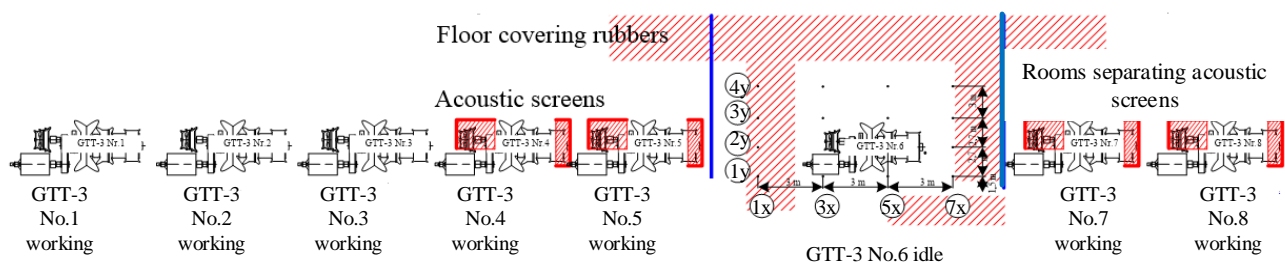 Floor covering rubbers
Acoustic screens
Rooms separating acoustic
screens
4y
3y
2y
1y
GTT-3 Nr.1
GTT-3 Nr.2
GTT-3 Nr.3
GTT-3 Nr.4
GTT-3 Nr.5
GTT-3 Nr.6
GTT-3 Nr.7
GTT-3 Nr.8
3 m
3 m
3 m
1x
3x
5x
7x
GTT-3
No.1
working
GTT-3
No.2
working
GTT-3
No.3
working
GTT-3
No.4
working
GTT-3
No.5
working
GTT-3 No.6 idle
GTT-3
No.7
working
GTT-3
No.8
working